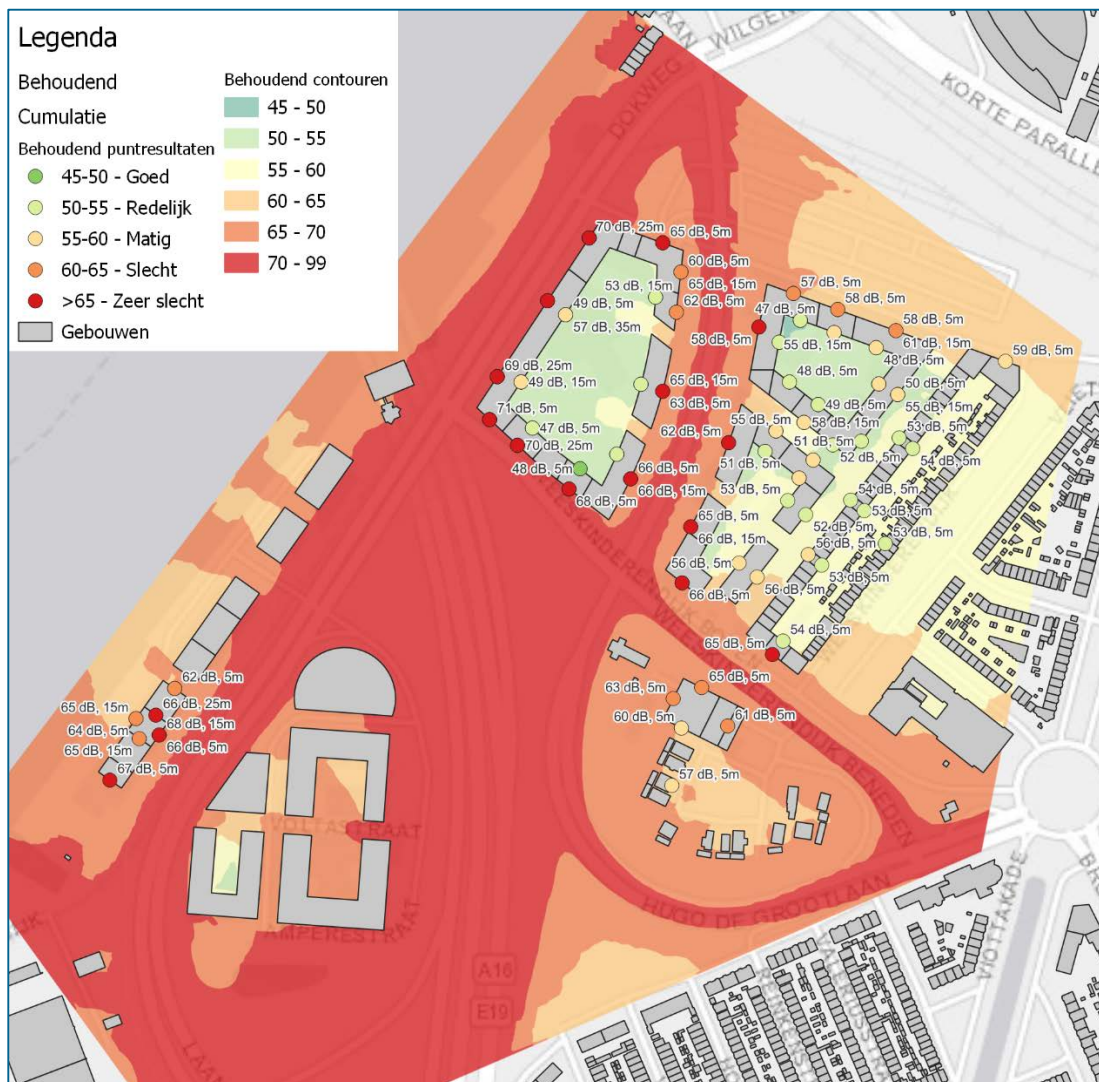 Legenda
Behoudend
Cumulatie
Behoudend puntresultaten
45-50 - Goed
50-55 - Redelijk
55-60 - Matig
60-65 - Slecht
>65 - Zeer slecht
Gebouwen
Behoudend contouren
45 - 50
50 - 55
55 - 60
60 - 65
65 - 70
70 - 99
DOKWEG
KORTE PARALLE
70 dB, 25m
65 dB, 5m
60 dB, 5m
65 dB, 15m
53 dB, 15m
62 dB, 5m
49 dB, 5m
57 dB, 35m
57 dB, 5m
58 dB, 5m
47 dB, 5m
58 dB, 5m
58 dB, 5m
61 dB, 15m
55 dB, 15m
48 dB, 5m
59 dB, 5m
69 dB, 25m
49 dB, 15m
65 dB, 15m
63 dB, 5m
48 dB, 5m
50 dB, 5m
49 dB, 5m
55 dB, 15m
71 dB, 5m
47 dB, 5m
70 dB, 25m
62 dB, 5m
55 dB, 5m
58 dB, 15m
53 dB, 5m
51 dB, 5m
52 dB, 5m
54 dB, 5m
51 dB, 5m
48 dB, 5m
66 dB, 5m
66 dB, 15m
68 dB, 5m
53 dB, 5m
54 dB, 5m
53 dB, 5m
65 dB, 5m
52 dB, 5m
66 dB, 15m
56 dB, 5m
53 dB, 5m
56 dB, 5m
53 dB, 5m
56 dB, 5m
66 dB, 5m
54 dB, 5m
65 dB, 5m
62 dB, 5m
65 dB, 15m
66 dB, 25m
68 dB, 15m
64 dB, 5m
66 dB, 5m
65 dB, 15m
67 dB, 5m
65 dB, 5m
63 dB, 5m
60 dB, 5m
61 dB, 5m
57 dB, 5m
VOLTASTRAAT
AMPERESTRAAT
HUGO DE GROOTLAAN
A16
E19
VIOTTAKADE